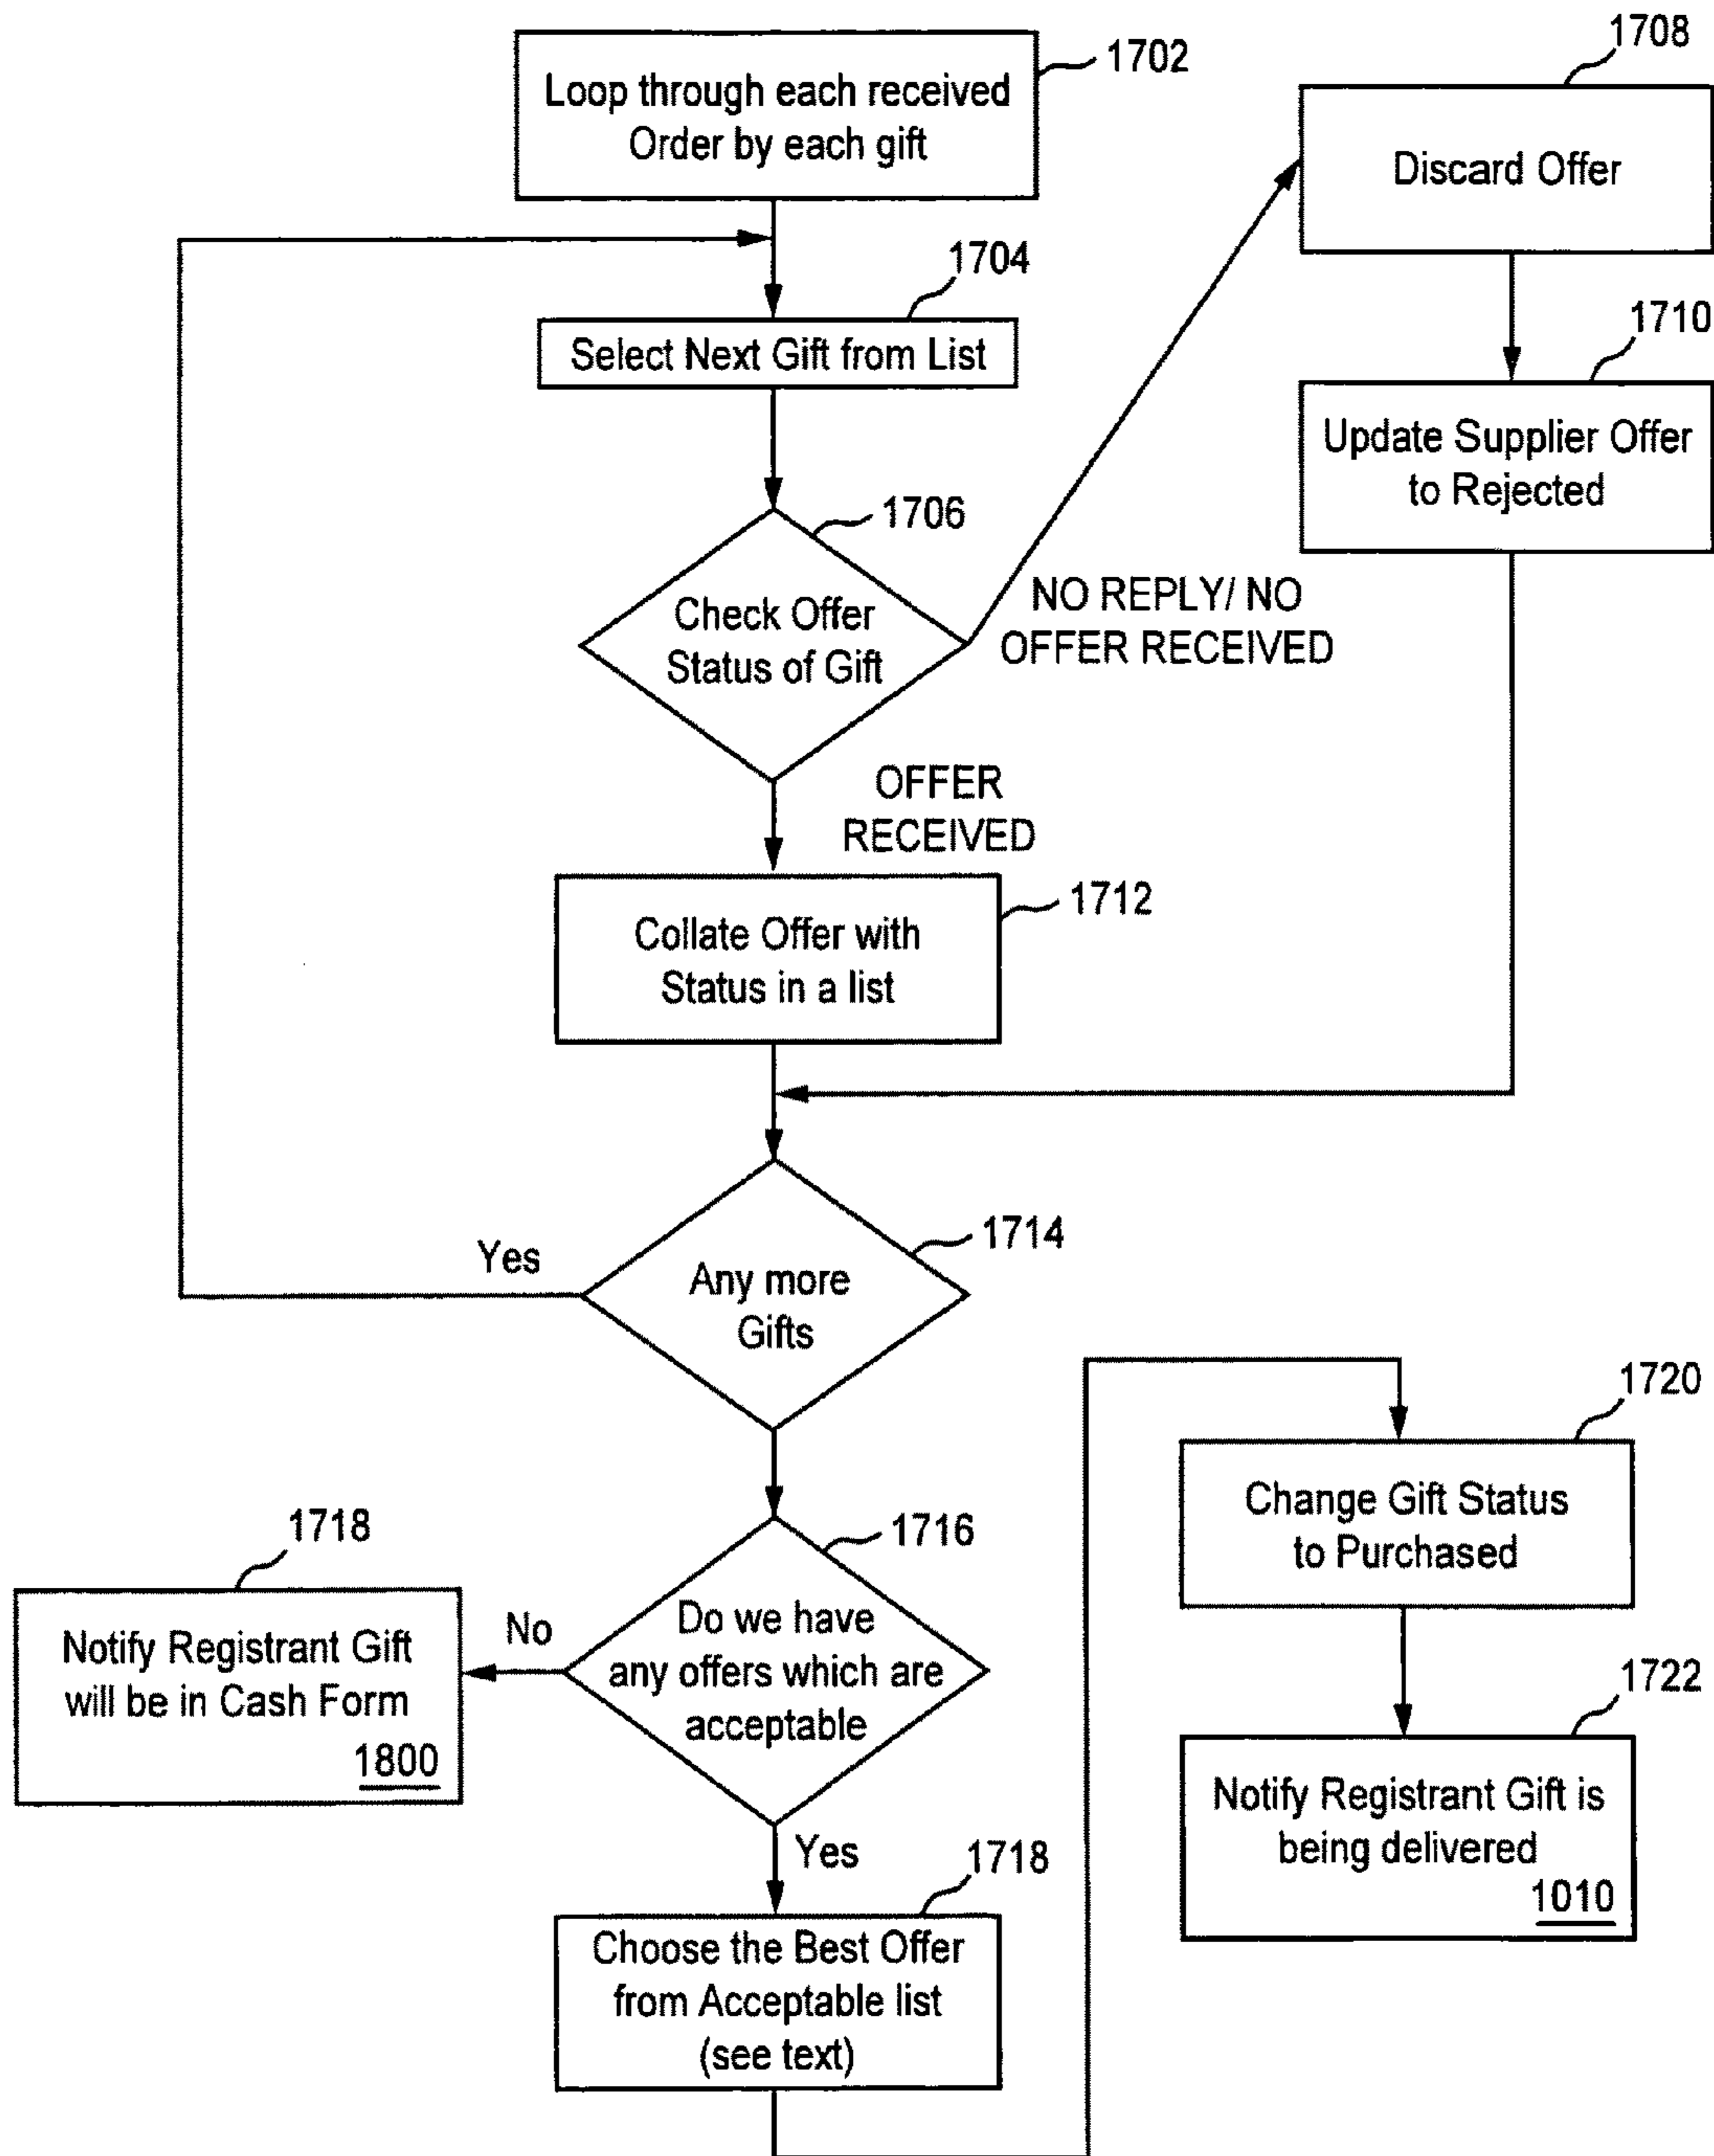 1702
Loop through each received
Order by each gift
1708
Discard Offer
1704
Select Next Gift from List
1710
Update Supplier Offer
to Rejected
1706
Check Offer
Status of Gift
NO REPLY/ NO
OFFER RECEIVED
OFFER
RECEIVED
1712
Collate Offer with
Status in a list
1714
Any more
Gifts
Yes
1716
Do we have
any offers which are
acceptable
No
1718
Notify Registrant Gift
will be in Cash Form
1800
Yes
1718
Choose the Best Offer
from Acceptable list
(see text)
1720
Change Gift Status
to Purchased
1722
Notify Registrant Gift is
being delivered
1010